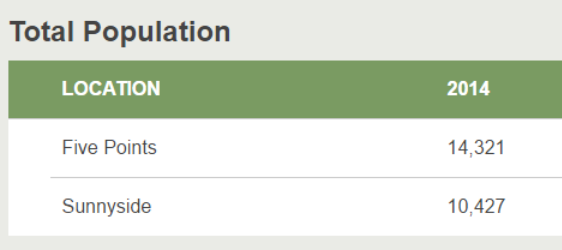 Total Population
LOCATION 2014
Five Points 14,321
Sunnyside 10,427